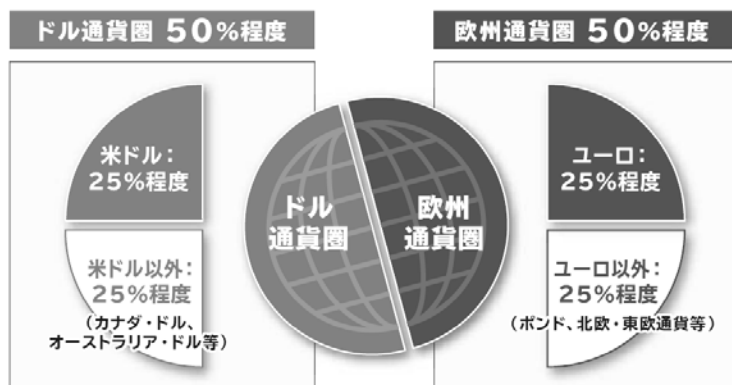 ドル通貨圏 50%程度
欧州通貨圏 50%程度
米ドル:
25%程度
米ドル以外:
25%程度
(カナダ・ドル、
オーストラリア・ドル等)
ドル
通貨圏
欧州
通貨圏
ユーロ:
25%程度
ユーロ以外:
25%程度
(ポンド、北欧・東欧通貨等)